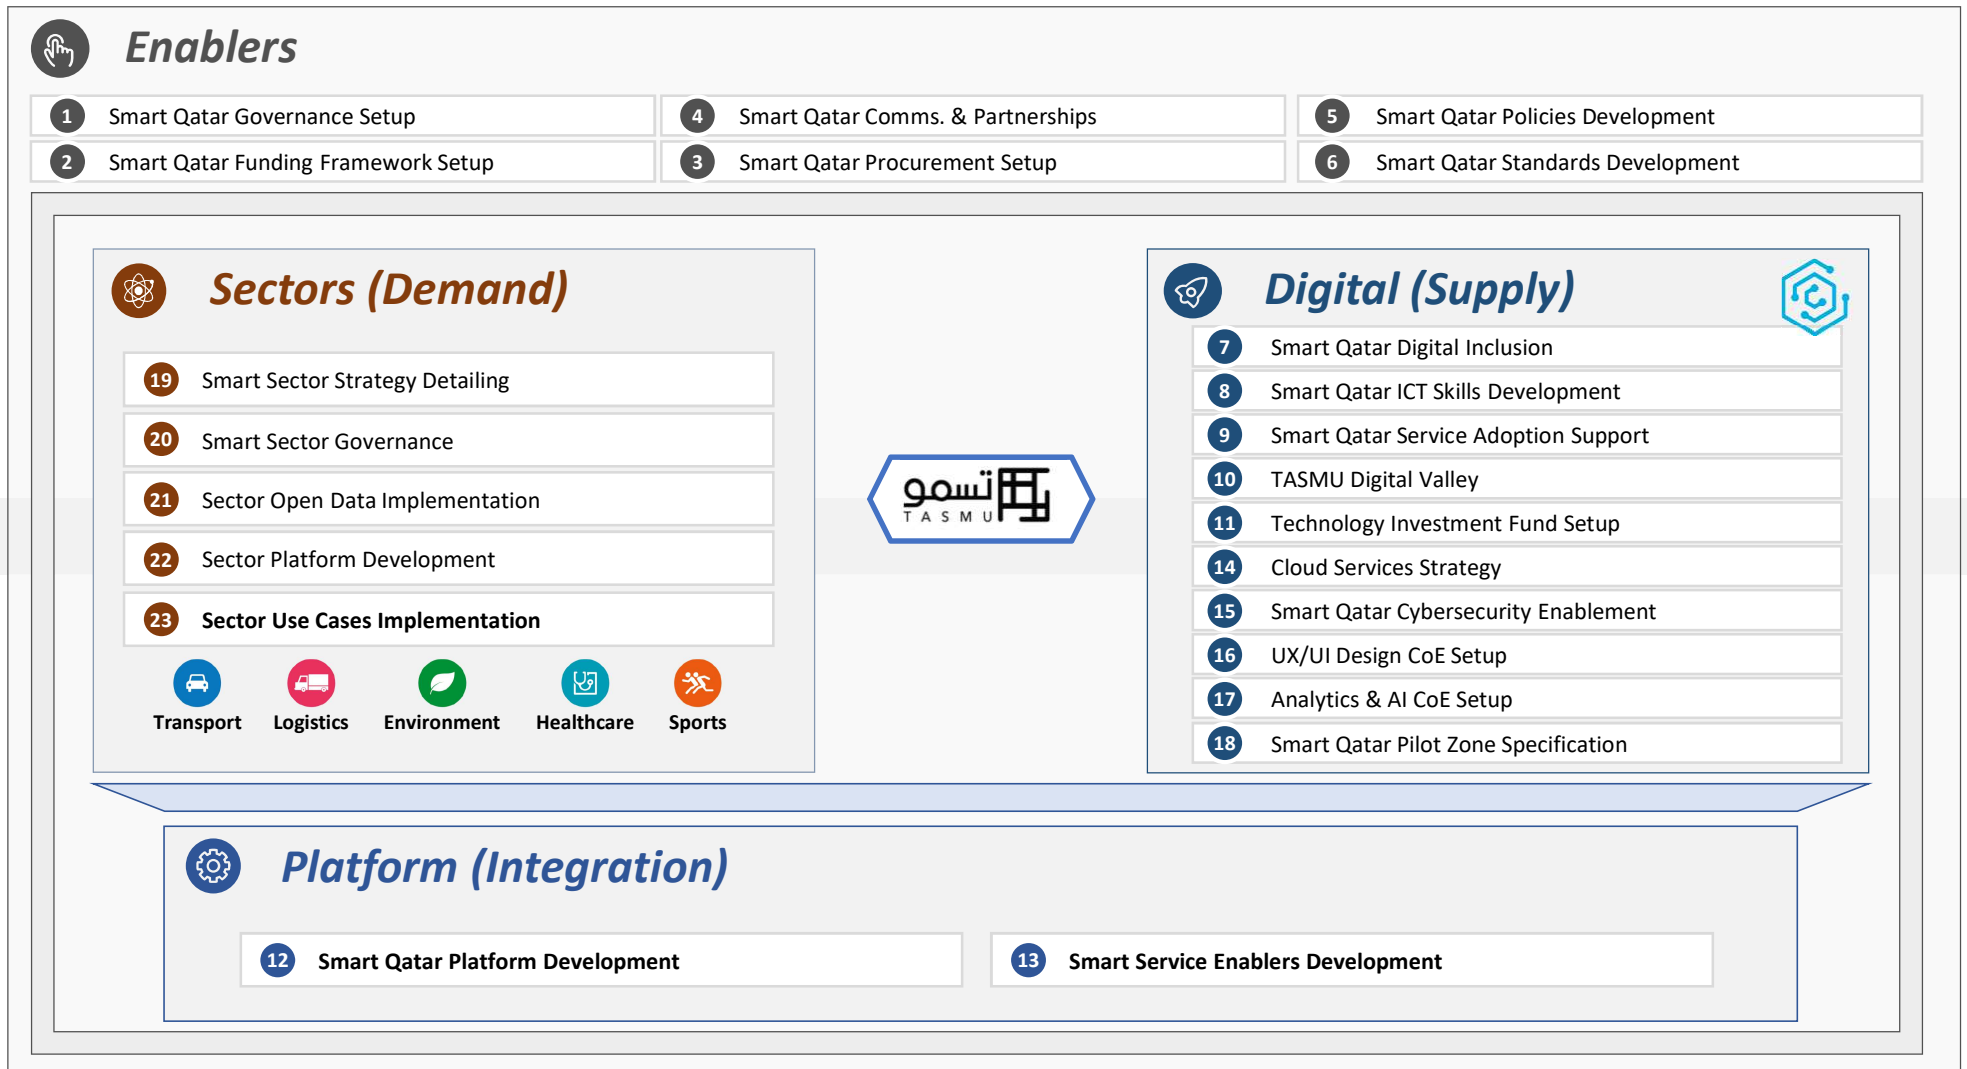 Enablers
1 Smart Qatar Governance Setup
4 Smart Qatar Comms. & Partnerships
5 Smart Qatar Policies Development
2 Smart Qatar Funding Framework Setup
3 Smart Qatar Procurement Setup
6 Smart Qatar Standards Development
Sectors (Demand)
19 Smart Sector Strategy Detailing
20 Smart Sector Governance
21 Sector Open Data Implementation
22 Sector Platform Development
23 Sector Use Cases Implementation
Transport
Logistics
Environment
Healthcare
Sports
تسمو
TASMU
Digital (Supply)
7 Smart Qatar Digital Inclusion
8 Smart Qatar ICT Skills Development
9 Smart Qatar Service Adoption Support
10 TASMU Digital Valley
11 Technology Investment Fund Setup
14 Cloud Services Strategy
15 Smart Qatar Cybersecurity Enablement
16 UX/UI Design CoE Setup
17 Analytics & AI CoE Setup
18 Smart Qatar Pilot Zone Specification
Platform (Integration)
12 Smart Qatar Platform Development
13 Smart Service Enablers Development